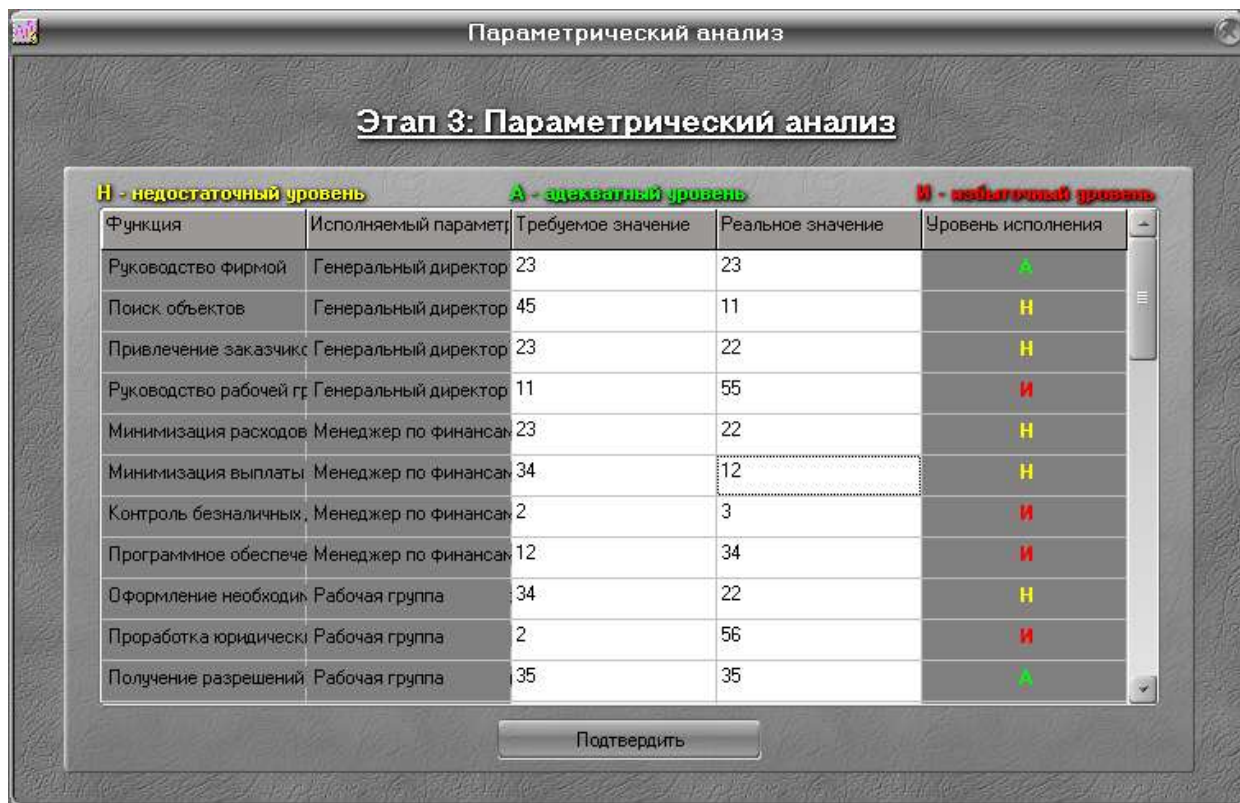 Параметрический анализ
Этап 3: Параметрический анализ
Н - недостаточный уровень А - адекватный уровень И - избыточный уровень
Функция Исполняемый параметр Требуемое значение Реальное значение Уровень исполнения
Руководство фирмой Генеральный директор 23 23 А
Поиск объектов Генеральный директор 45 11 Н
Привлечение заказчико Генеральный директор 23 22 Н
Руководство рабочей гр Генеральный директор 11 55 И
Минимизация расходов Менеджер по финансам 23 22 Н
Минимизация выплаты Менеджер по финансам 34 12 Н
Контроль безналичных Менеджер по финансам 2 3 И
Программное обеспече Менеджер по финансам 12 34 И
Оформление необходим Рабочая группа 34 22 Н
Проработка юридически Рабочая группа 2 56 И
Получение разрешений Рабочая группа 35 35 А
Подтвердить